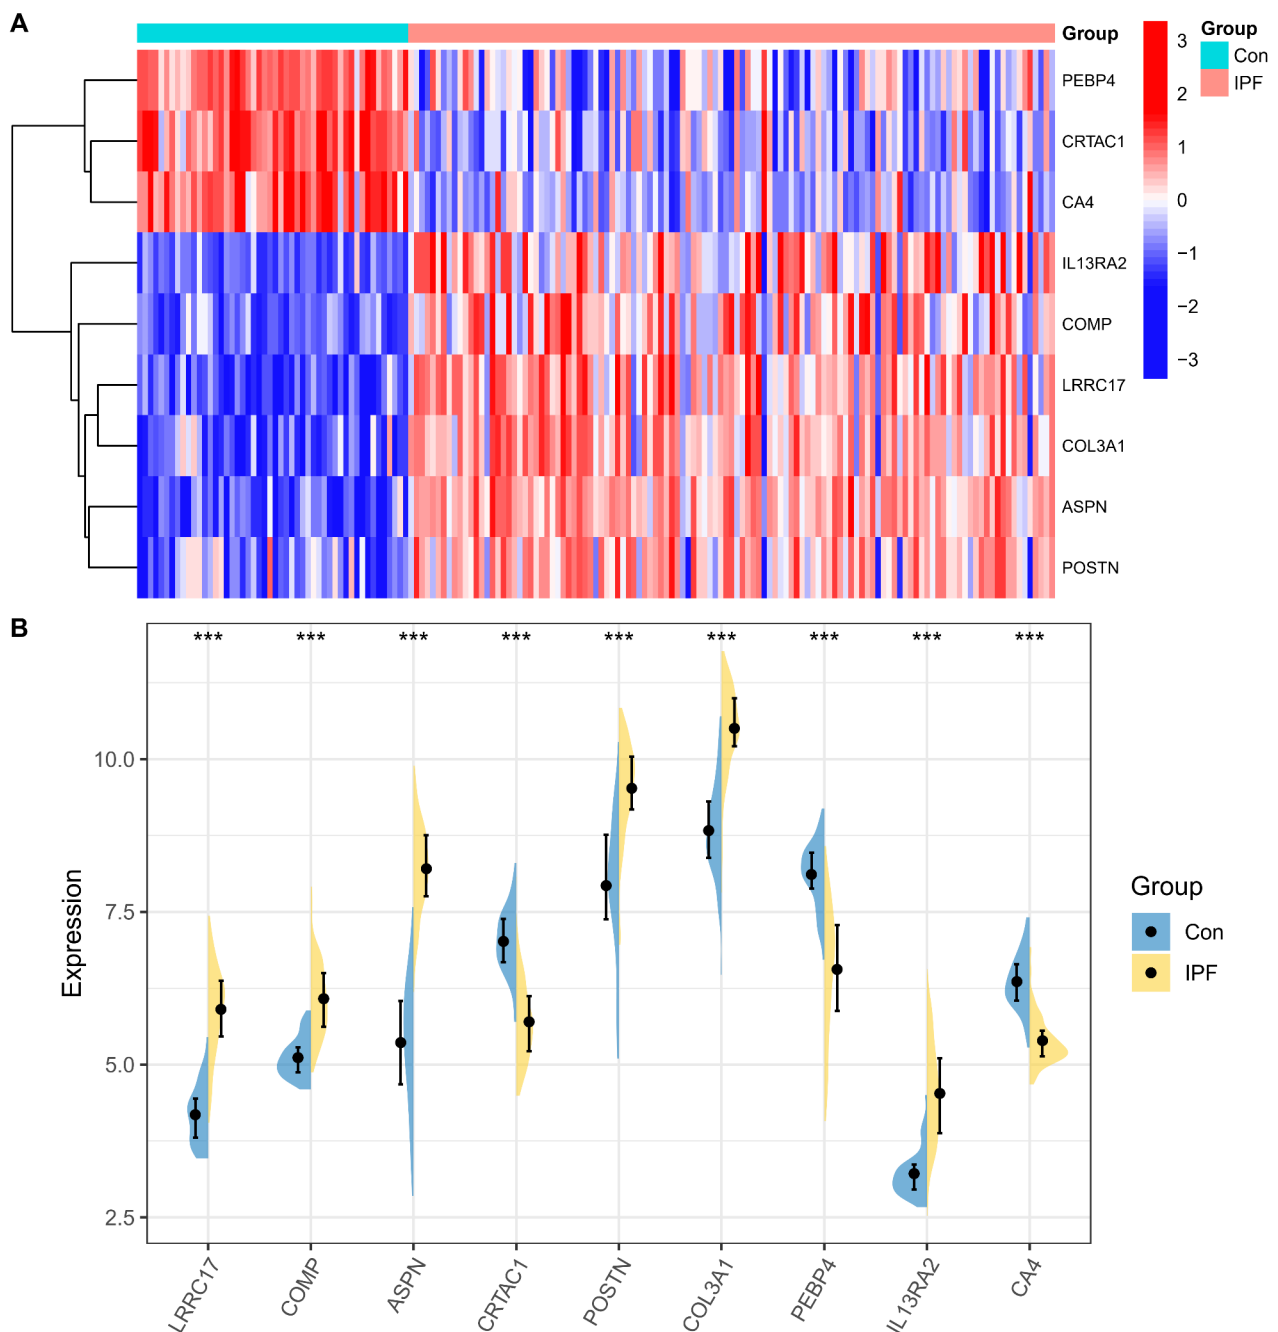 A
Group
PEBP4
CRTAC1
CA4
IL13RA2
COMP
LRRC17
COL3A1
ASPN
POSTN
3
2
1
0
−1
−2
−3
Group
Con
IPF
B
*** *** *** *** *** *** *** *** ***
Expression
10.0
7.5
5.0
2.5
LRRC17
COMP
ASPN
CRTAC1
POSTN
COL3A1
PEBP4
IL13RA2
CA4
Group
Con
IPF